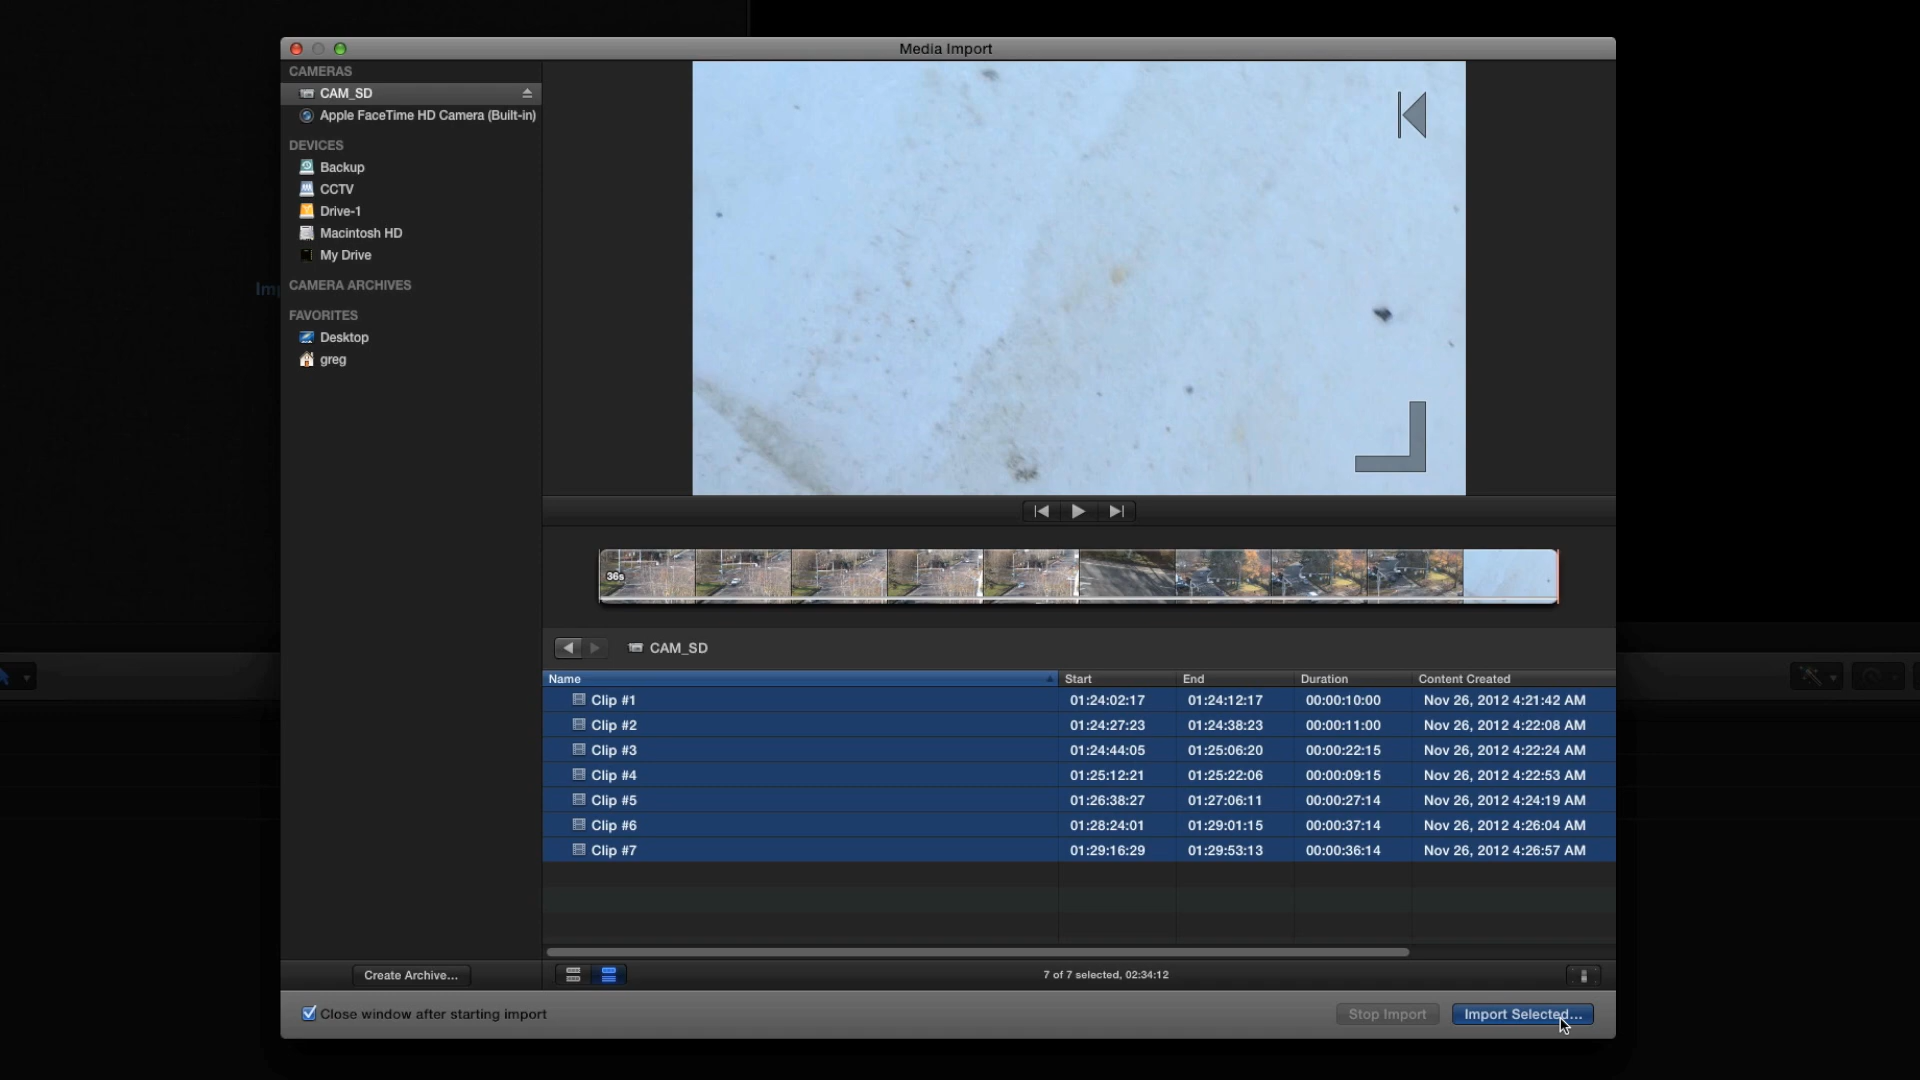 Media Import
CAMERAS
CAM_SD
Apple FaceTime HD Camera (Built-in)
DEVICES
Backup
CCTV
Drive-1
Macintosh HD
My Drive
Imp
CAMERA ARCHIVES
FAVORITES
Desktop
greg
36s
CAM_SD
Name Start End Duration Content Created
Clip #1 01:24:02:17 01:24:12:17 00:00:10:00 Nov 26, 2012 4:21:42 AM
Clip #2 01:24:27:23 01:24:38:23 00:00:11:00 Nov 26, 2012 4:22:08 AM
Clip #3 01:24:44:05 01:25:06:20 00:00:22:15 Nov 26, 2012 4:22:24 AM
Clip #4 01:25:12:21 01:25:22:06 00:00:09:15 Nov 26, 2012 4:22:53 AM
Clip #5 01:26:38:27 01:27:06:11 00:00:27:14 Nov 26, 2012 4:24:19 AM
Clip #6 01:28:24:01 01:29:01:15 00:00:37:14 Nov 26, 2012 4:26:04 AM
Clip #7 01:29:16:29 01:29:53:13 00:00:36:14 Nov 26, 2012 4:26:57 AM
Create Archive...
7 of 7 selected, 02:34:12
Close window after starting import
Stop Import
Import Selected...